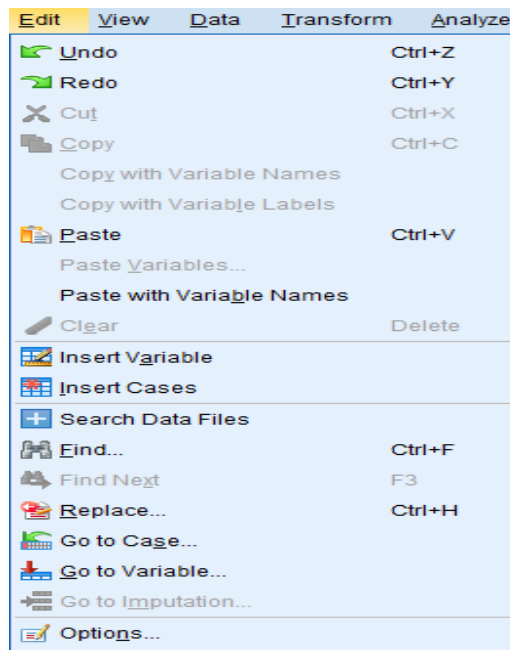 Edit View Data Transform Analyze
Undo Ctrl+Z
Redo Ctrl+Y
Cut Ctrl+X
Copy Ctrl+C
Copy with Variable Names
Copy with Variable Labels
Paste Ctrl+V
Paste Variables...
Paste with Variable Names
Clear Delete
Insert Variable
Insert Cases
Search Data Files
Find... Ctrl+F
Find Next F3
Replace... Ctrl+H
Go to Case...
Go to Variable...
Go to Imputation...
Options...